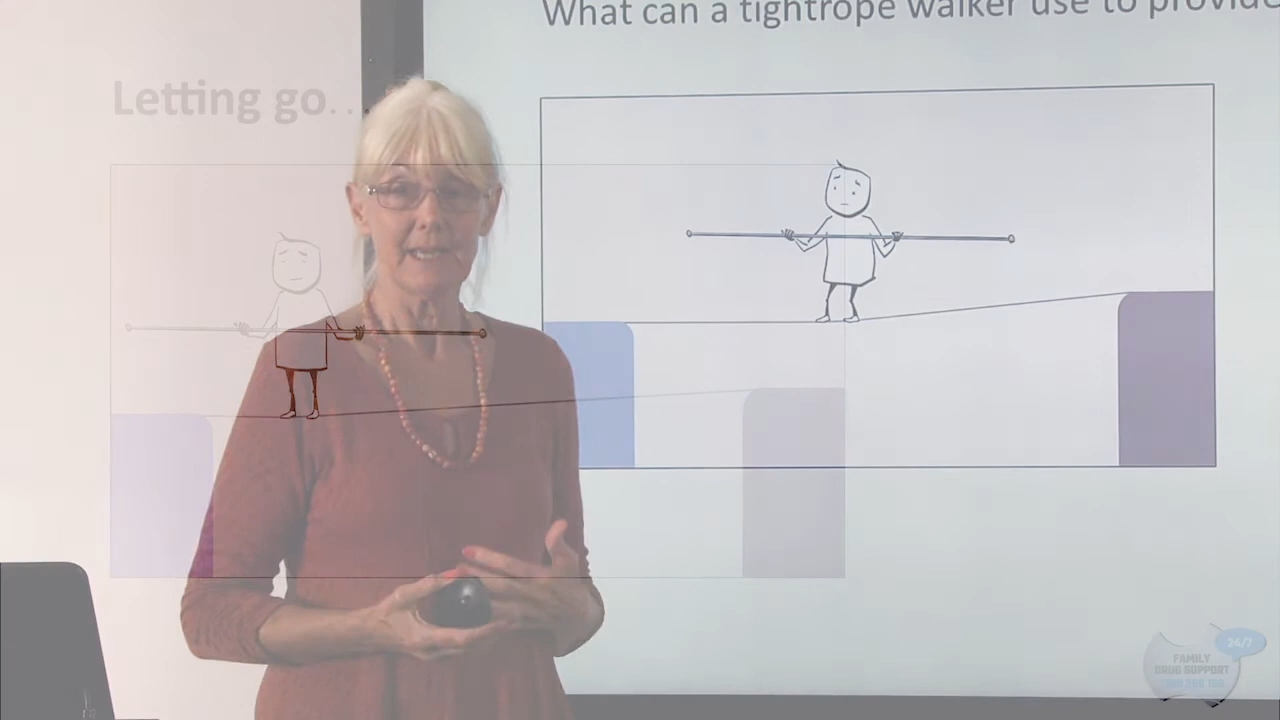 What can a tightrope walker use to provide
Letting go...
24/7
FAMILY
DRUG SUPPORT